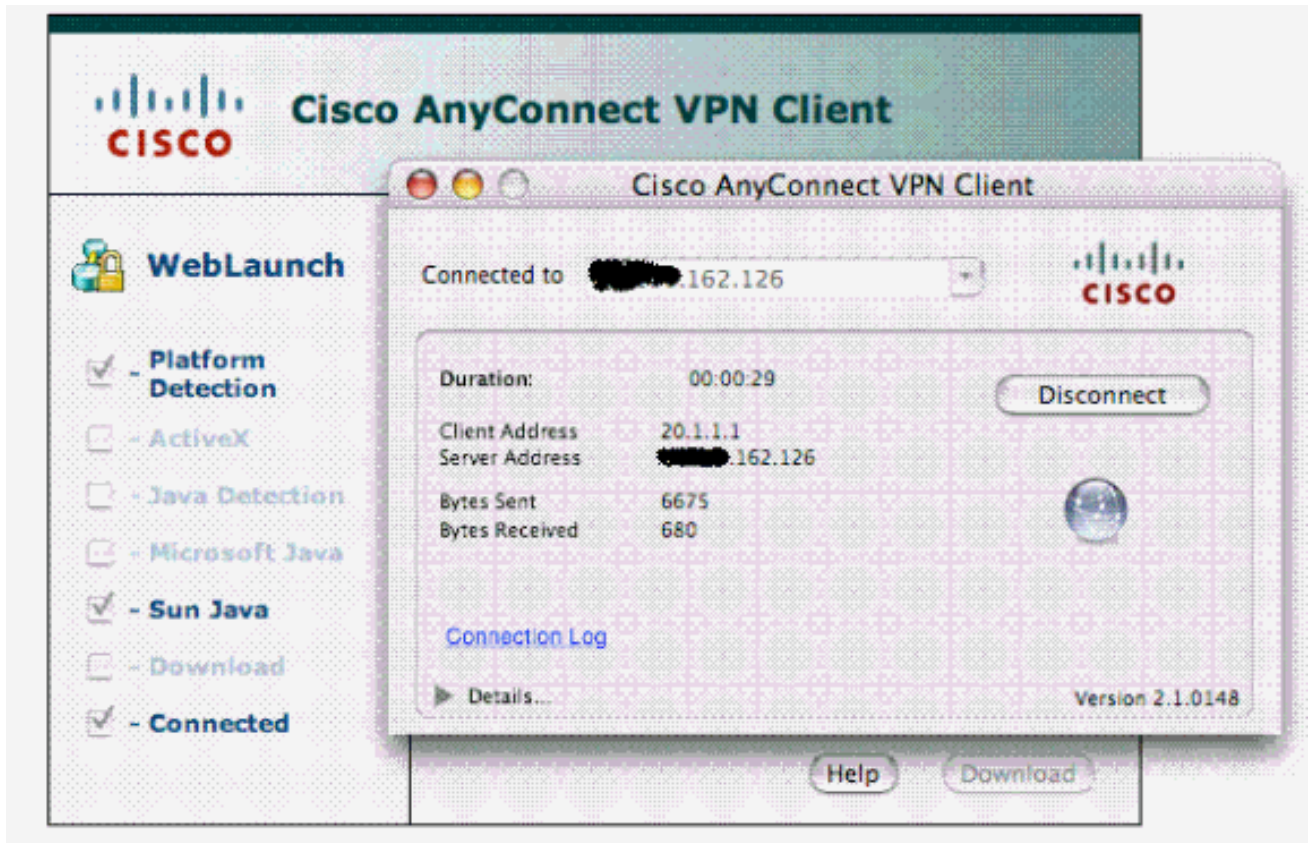 CISCO
Cisco AnyConnect VPN Client
WebLaunch
- Platform
Detection
- ActiveX
- Java Detection
- Microsoft Java
- Sun Java
- Download
- Connected
Cisco AnyConnect VPN Client
Connected to .162.126
CISCO
Duration: 00:00:29
Disconnect
Client Address 20.1.1.1
Server Address .162.126
Bytes Sent 6675
Bytes Received 680
Connection Log
Details...
Version 2.1.0148
Help
Download